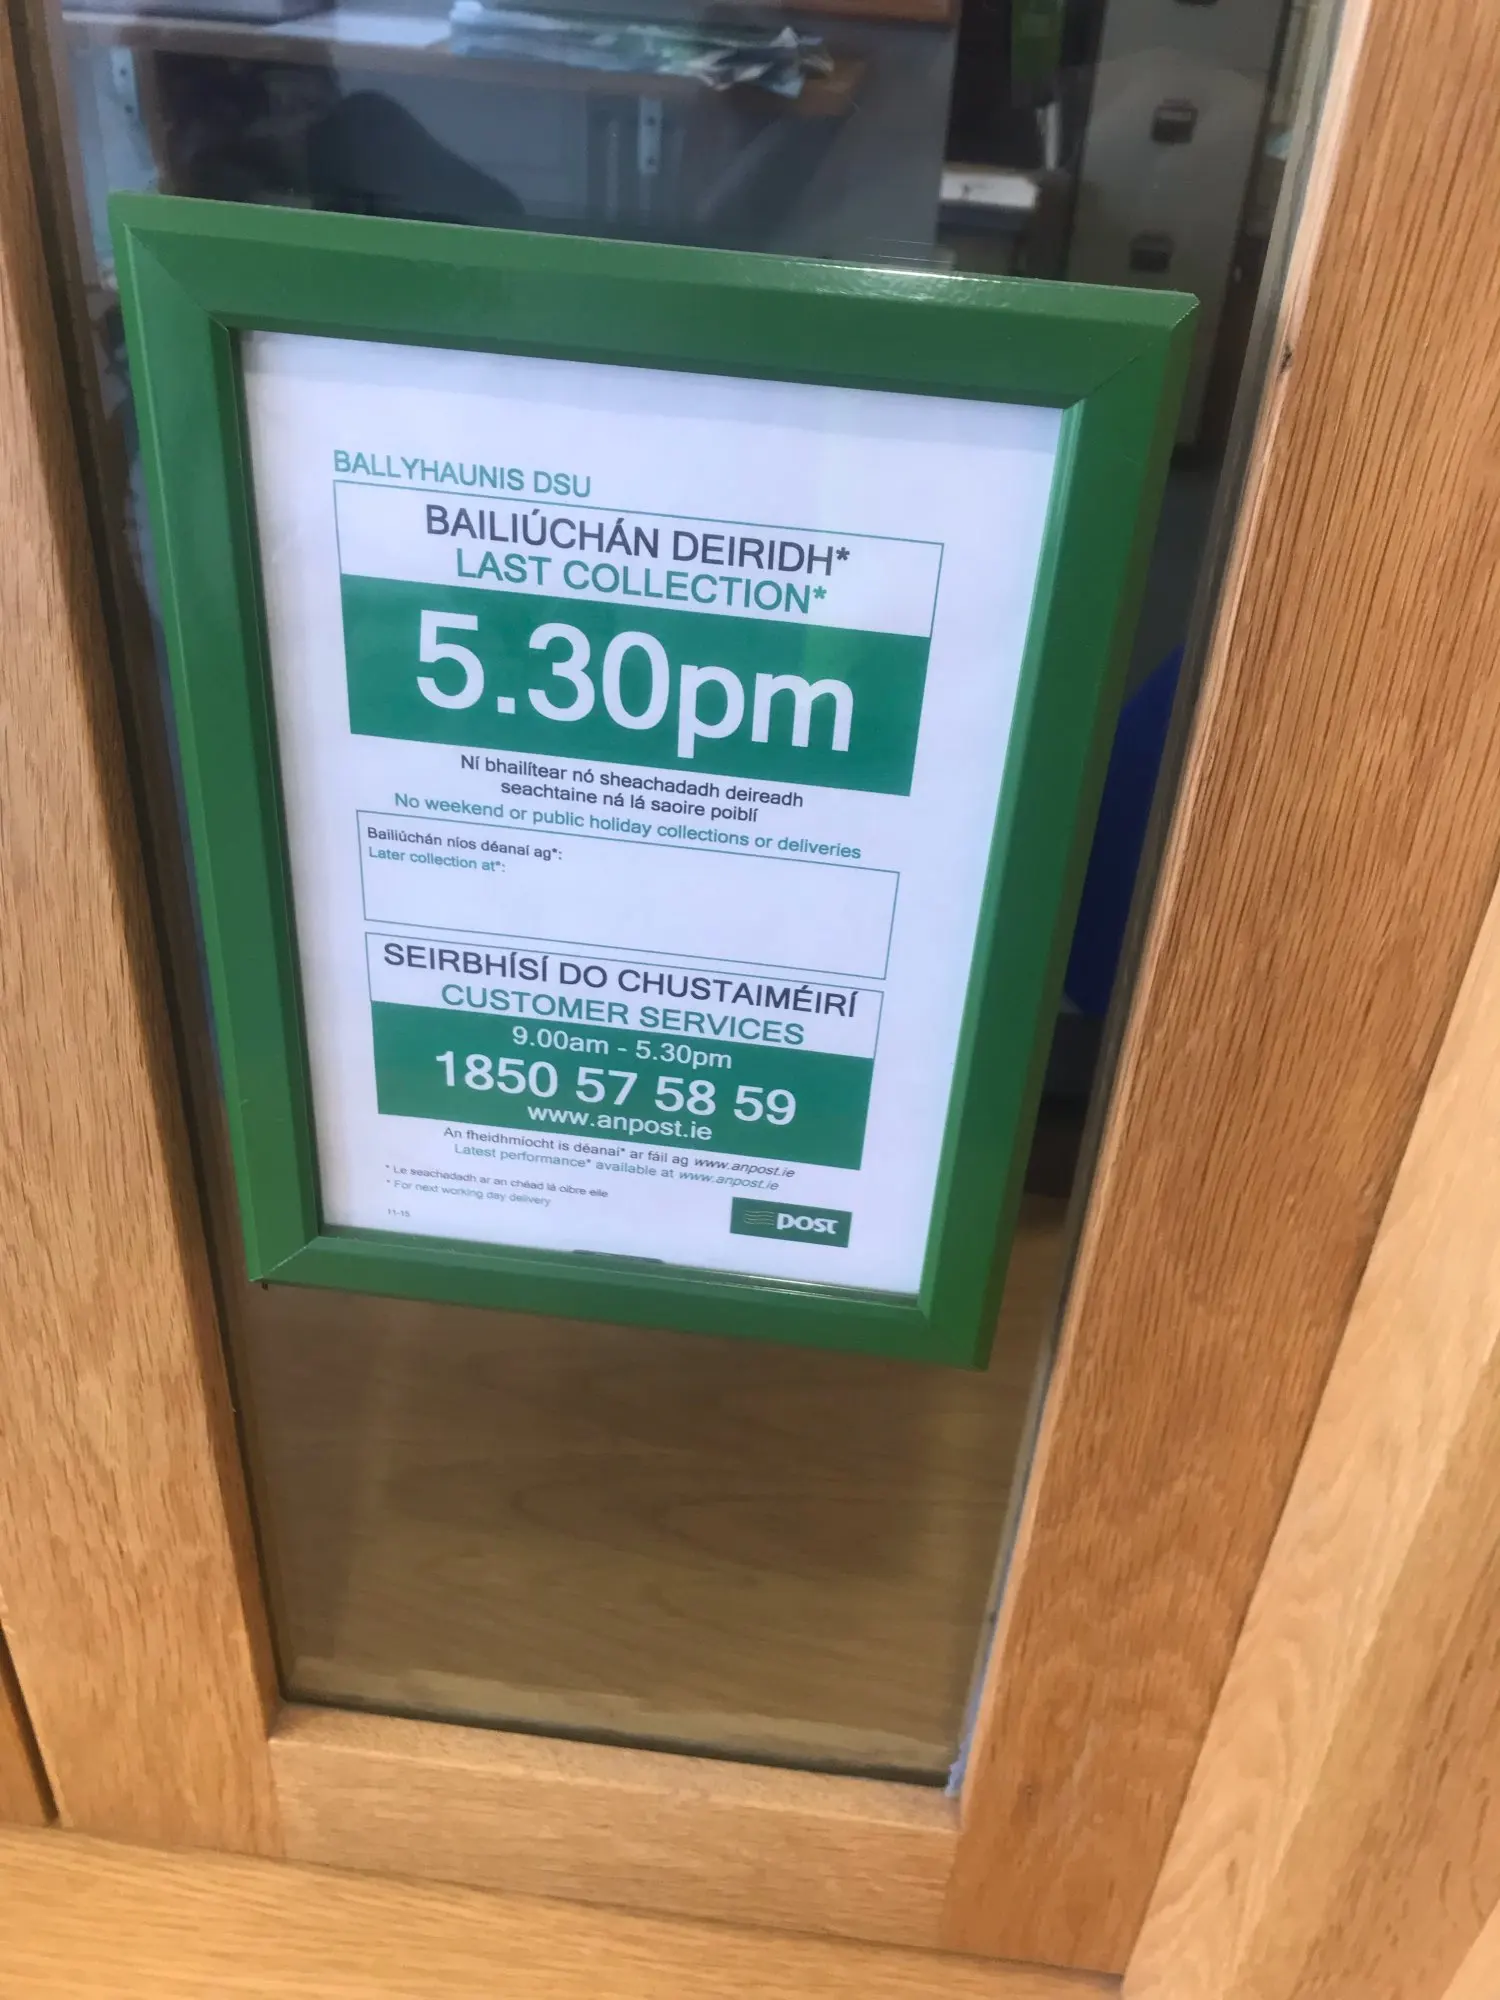 BALLYHAUNIS DSU
BAILIÚCHÁN DEIRIDH*
LAST COLLECTION*
5.30pm
Ní bhailítear nó sheachadadh deireadh
seachtaine ná lá saoire poiblí
No weekend or public holiday collections or deliveries
Bailiúchán níos déanaí ag*:
Later collection at*:
SEIRBHÍSÍ DO CHUSTAIMÉIRÍ
CUSTOMER SERVICES
9.00am - 5.30pm
1850 57 58 59
www.anpost.ie
An fheidhmíocht is déanaí* ar fáil ag www.anpost.ie
Latest performance* available at www.anpost.ie
* Le seachadadh ar an chéad lá oibre eile
* For next working day delivery
11-15
post